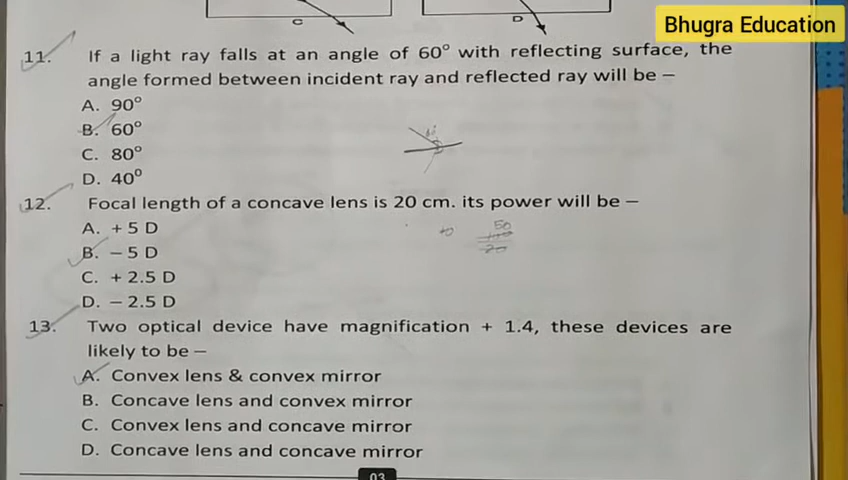 C
D
Bhugra Education
11. If a light ray falls at an angle of 60° with reflecting surface, the
angle formed between incident ray and reflected ray will be –
A. 90°
B. 60°
C. 80°
D. 40°
12. Focal length of a concave lens is 20 cm. its power will be –
A. + 5 D
B. – 5 D
C. + 2.5 D
D. – 2.5 D
50
20
13. Two optical device have magnification + 1.4, these devices are
likely to be –
A. Convex lens & convex mirror
B. Concave lens and convex mirror
C. Convex lens and concave mirror
D. Concave lens and concave mirror
03